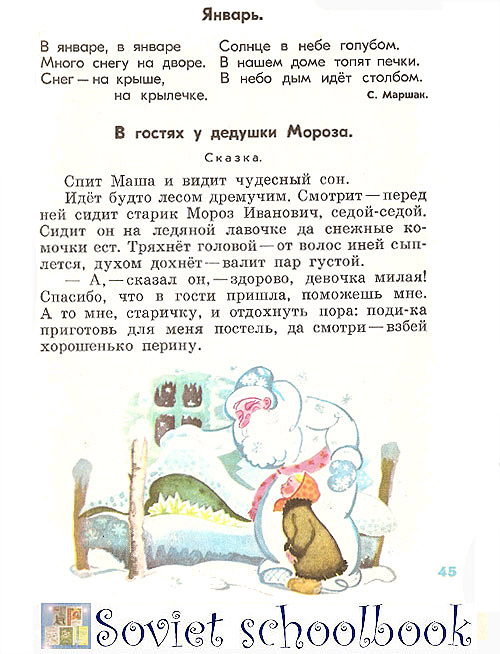 Январь.
В январе, в январе
Много снегу на дворе.
Снег — на крыше,
на крылечке.
Солнце в небе голубом.
В нашем доме топят печки.
В небо дым идёт столбом.
С. Маршак.
В гостях у дедушки Мороза.
Сказка.
Спит Маша и видит чудесный сон.
Идёт будто лесом дремучим. Смотрит — перед
ней сидит старик Мороз Иванович, седой-седой.
Сидит он на ледяной лавочке да снежные ко-
мочки ест. Тряхнёт головой — от волос иней сып-
лется, духом дохнёт — валит пар густой.
— А, — сказал он, — здорово, девочка милая!
Спасибо, что в гости пришла, поможешь мне.
А то мне, старичку, и отдохнуть пора: поди-ка
приготовь для меня постель, да смотри — взбей
хорошенько перину.
45
Soviet schoolbook